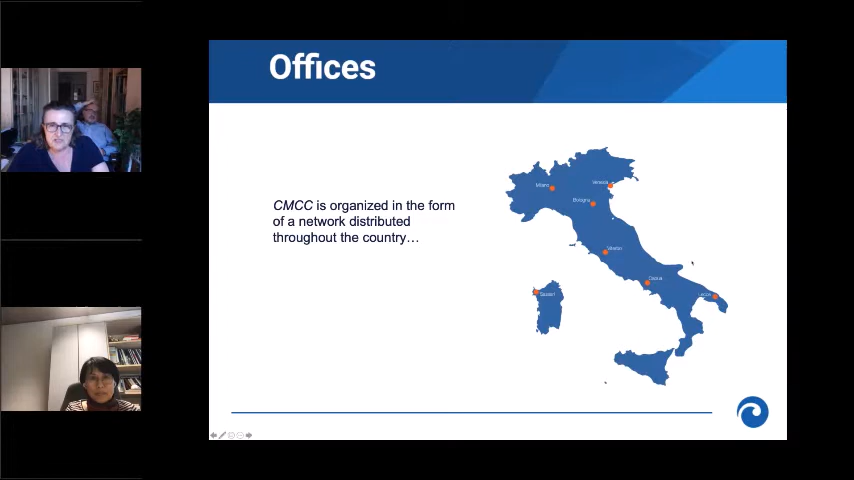 Offices
CMCC is organized in the form
of a network distributed
throughout the country…
Milano
Venezia
Bologna
Viterbo
Caserta
Lecce
Sassari